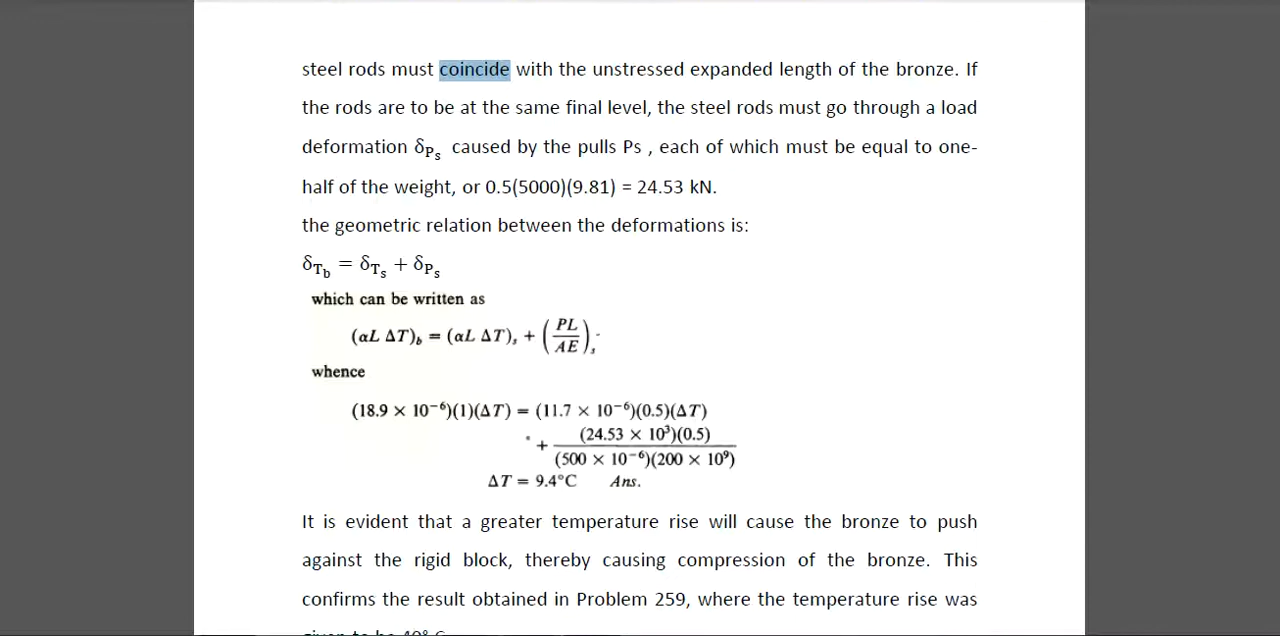 steel rods must coincide with the unstressed expanded length of the bronze. If
the rods are to be at the same final level, the steel rods must go through a load
deformation δPs caused by the pulls Ps , each of which must be equal to one-
half of the weight, or 0.5(5000)(9.81) = 24.53 kN.
the geometric relation between the deformations is:
δTb = δTs + δPs
which can be written as
(αL ΔT)b = (αL ΔT)s + (PL/AE)s
whence
(18.9 × 10⁻⁶)(1)(ΔT) = (11.7 × 10⁻⁶)(0.5)(ΔT)
+ (24.53 × 10³)(0.5)
(500 × 10⁻⁶)(200 × 10⁹)
ΔT = 9.4°C Ans.
It is evident that a greater temperature rise will cause the bronze to push
against the rigid block, thereby causing compression of the bronze. This
confirms the result obtained in Problem 259, where the temperature rise was